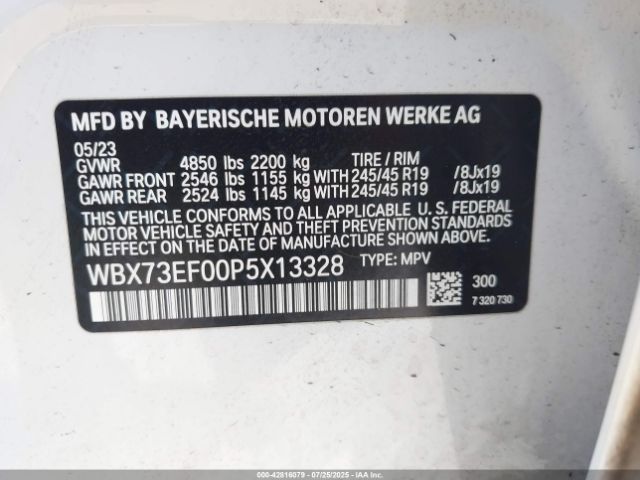 MFD BY BAYERISCHE MOTOREN WERKE AG
05/23
GVWR 4850 lbs 2200 kg TIRE / RIM
GAWR FRONT 2546 lbs 1155 kg WITH 245/45 R19 /8Jx19
GAWR REAR 2524 lbs 1145 kg WITH 245/45 R19 /8Jx19
THIS VEHICLE CONFORMS TO ALL APPLICABLE U. S. FEDERAL
MOTOR VEHICLE SAFETY AND THEFT PREVENTION STANDARDS
IN EFFECT ON THE DATE OF MANUFACTURE SHOWN ABOVE.
WBX73EF00P5X13328 TYPE: MPV
300
7 320 730
000-42816079 - 07/25/2025 - IAAI.COM